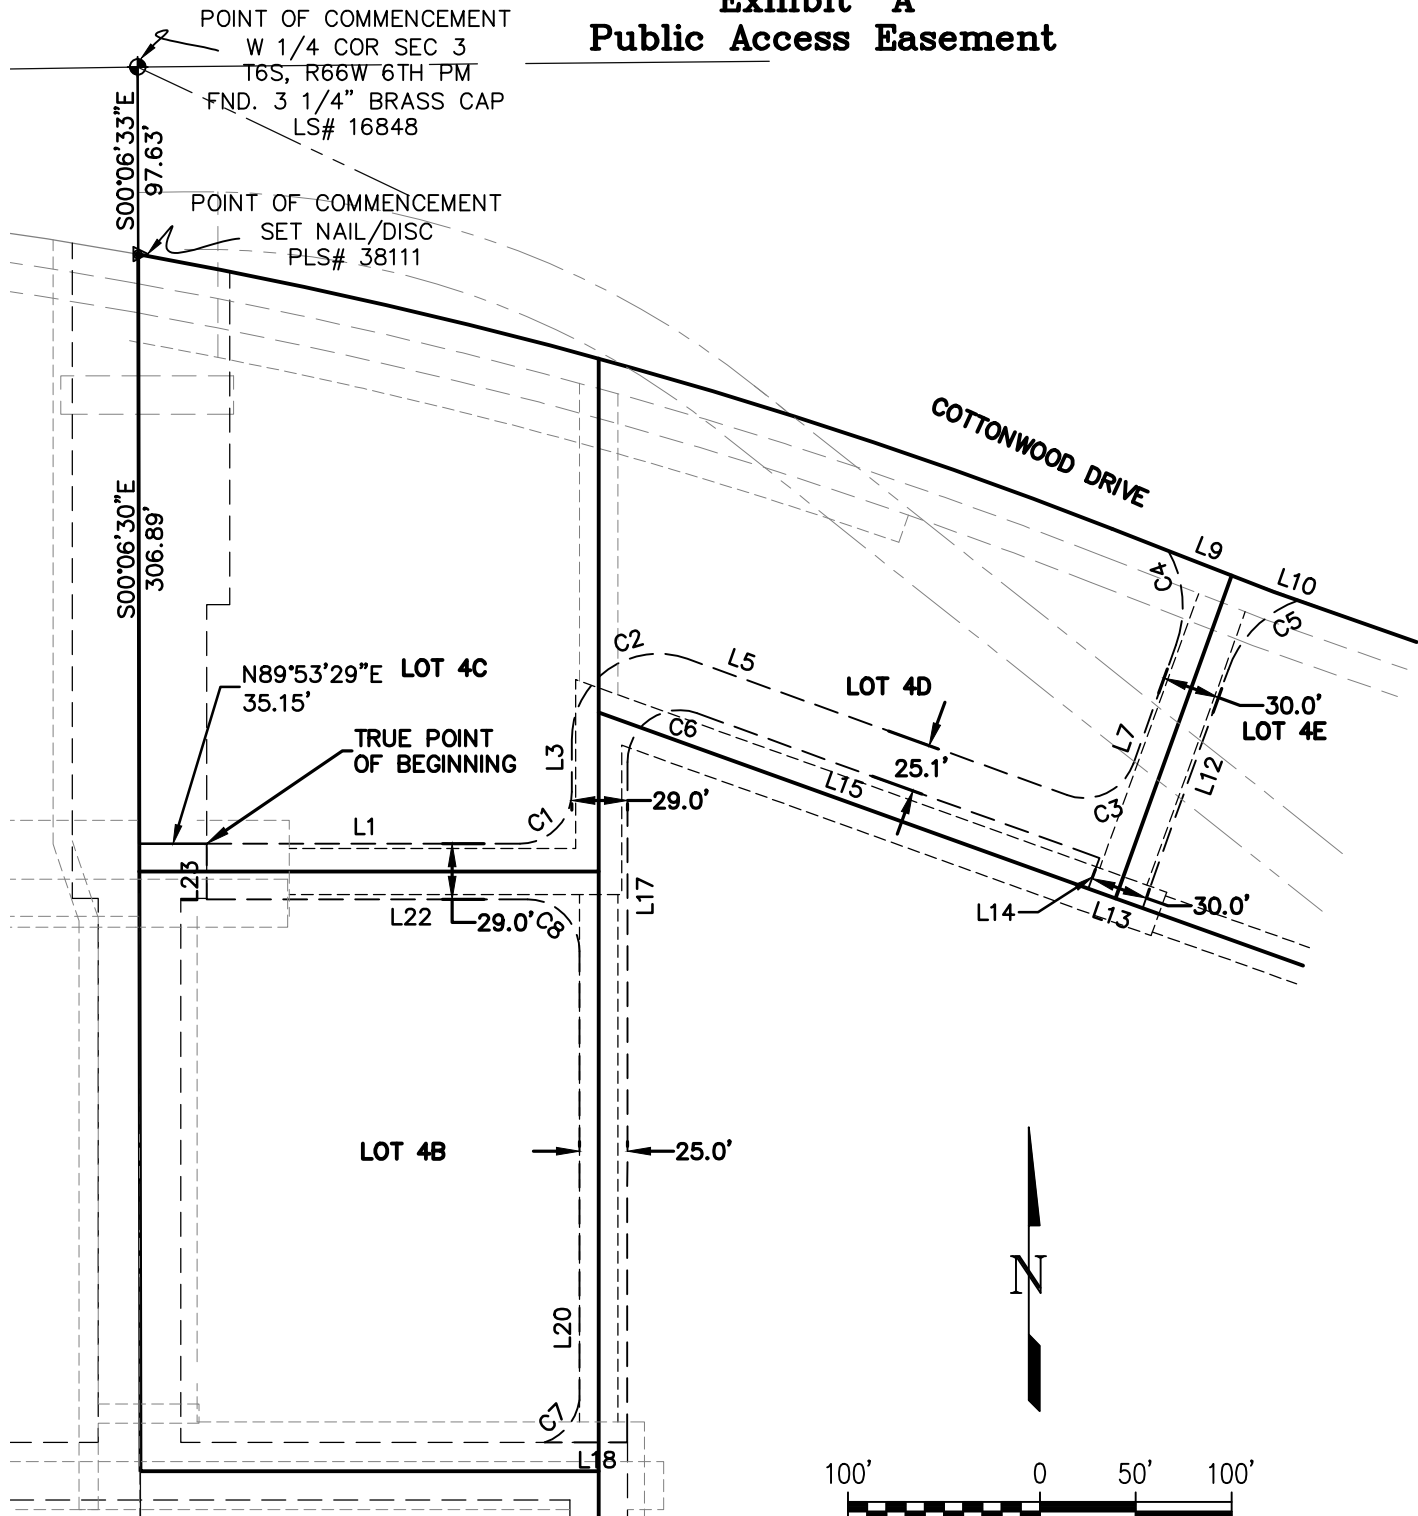 Exhibit A
Public Access Easement
POINT OF COMMENCEMENT
W 1/4 COR SEC 3
T6S, R66W 6TH PM
FND. 3 1/4" BRASS CAP
LS# 16848
S00°06'33"E
97.63'
POINT OF COMMENCEMENT
SET NAIL/DISC
PLS# 38111
COTTONWOOD DRIVE
S00°06'30"E
306.89'
L9
L10
C4
C5
C2
L5
N89°53'29"E
35.15'
LOT 4C
LOT 4D
30.0'
LOT 4E
C6
L7
L3
TRUE POINT
OF BEGINNING
25.1'
L12
L15
29.0'
C3
C1
L1
L23
L17
L22
29.0'
C8
L14
L13
30.0'
LOT 4B
25.0'
N
L20
C7
L18
100'
0
50'
100'